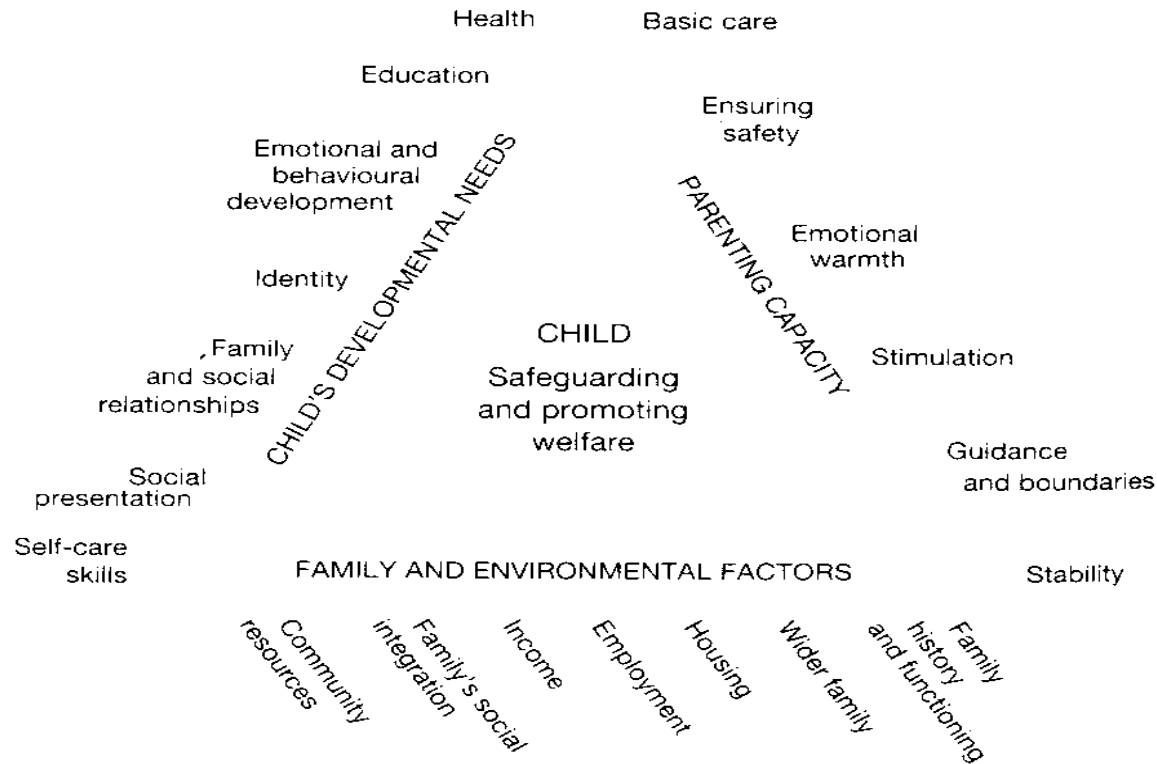 Health
Education
Emotional and
behavioural
development
Identity
Family
and social
relationships
Social
presentation
Self-care
skills
CHILD'S DEVELOPMENTAL NEEDS
Basic care
Ensuring
safety
Emotional
warmth
Stimulation
Guidance
and boundaries
Stability
PARENTING CAPACITY
CHILD
Safeguarding
and promoting
welfare
FAMILY AND ENVIRONMENTAL FACTORS
Community
resources
Family's social
integration
Income
Employment
Housing
Wider family
Family
history
and functioning